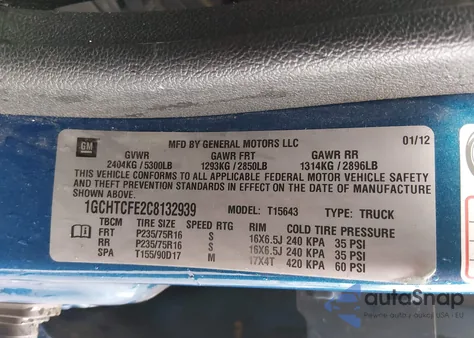 GM
MFD BY GENERAL MOTORS LLC 01/12
GVWR GAWR FRT GAWR RR
2404KG / 5300LB 1293KG / 2850LB 1314KG / 2896LB
THIS VEHICLE CONFORMS TO ALL APPLICABLE FEDERAL MOTOR VEHICLE SAFETY
AND THEFT PREVENTION STANDARDS IN EFFECT ON THE DATE OF
MANUFACTURE SHOWN ABOVE.
1GCHTCFE2C8132939 MODEL: T15643 TYPE: TRUCK
TBCM TIRE SIZE SPEED RTG RIM COLD TIRE PRESSURE
FRT P235/75R16 S 16X6.5J 240 KPA 35 PSI
RR P235/75R16 S 16X6.5J 240 KPA 35 PSI
SPA T155/90D17 M 17X4T 420 KPA 60 PSI
autoSnap